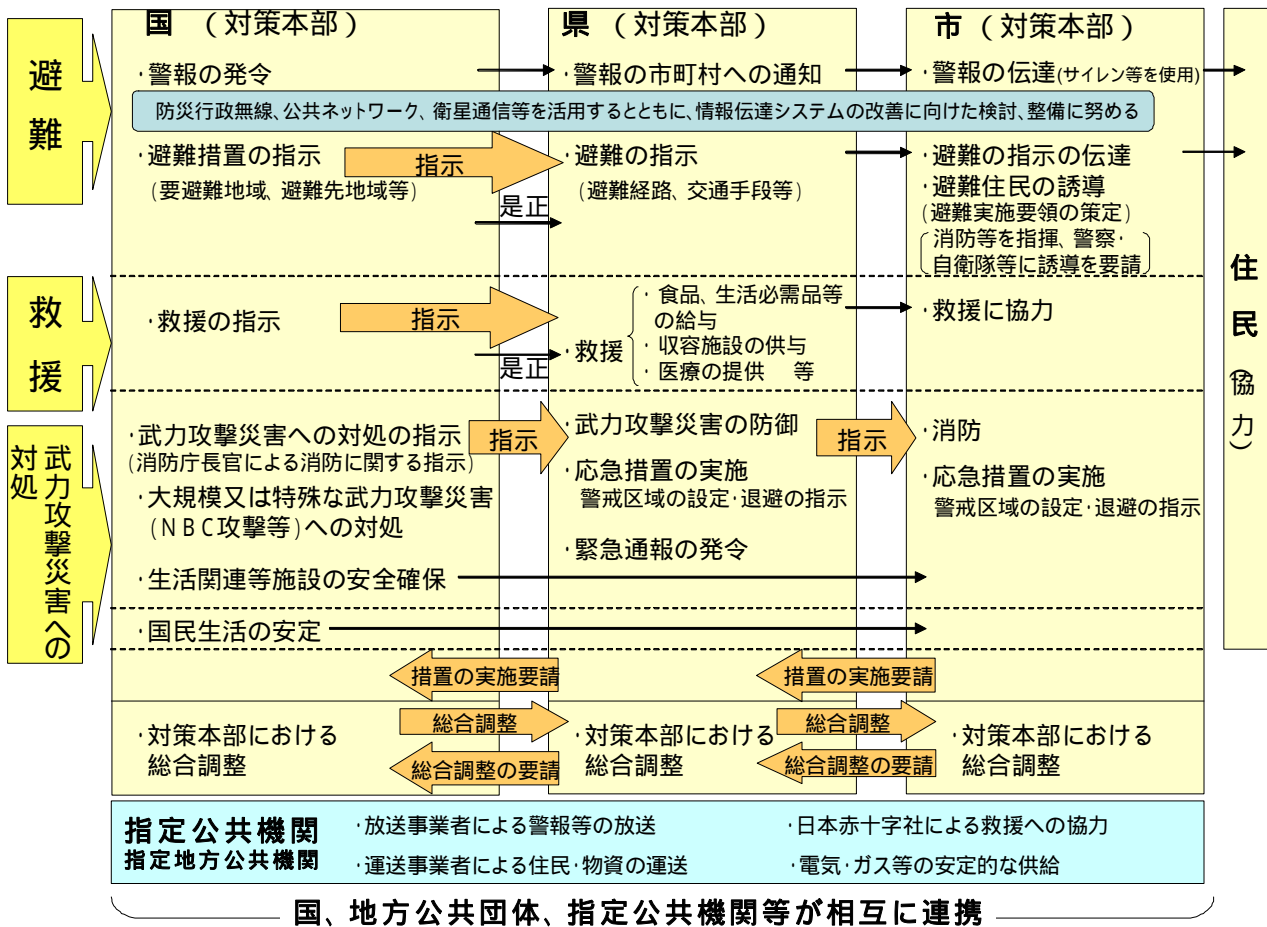 国 (対策本部)
県 (対策本部)
市 (対策本部)
避難
・警報の発令
・警報の市町村への通知
・警報の伝達(サイレン等を使用)
防災行政無線、公共ネットワーク、衛星通信等を活用するとともに、情報伝達システムの改善に向けた検討、整備に努める
・避難措置の指示
(要避難地域、避難先地域等)
指示
是正
・避難の指示
(避難経路、交通手段等)
・避難の指示の伝達
・避難住民の誘導
(避難実施要領の策定)
消防等を指揮、警察・
自衛隊等に誘導を要請
住民(協力)
救援
・救援の指示
指示
是正
・救援
・食品、生活必需品等
の給与
・収容施設の供与
・医療の提供 等
・救援に協力
武力攻撃災害への
対処
・武力攻撃災害への対処の指示
(消防庁長官による消防に関する指示)
・大規模又は特殊な武力攻撃災害
(NBC攻撃等)への対処
指示
・武力攻撃災害の防御
・応急措置の実施
警戒区域の設定・退避の指示
・緊急通報の発令
指示
・消防
・応急措置の実施
警戒区域の設定・退避の指示
・生活関連等施設の安全確保
・国民生活の安定
措置の実施要請
措置の実施要請
・対策本部における
総合調整
総合調整
総合調整の要請
・対策本部における
総合調整
総合調整
総合調整の要請
・対策本部における
総合調整
指定公共機関
指定地方公共機関
・放送事業者による警報等の放送
・日本赤十字社による救援への協力
・運送事業者による住民・物資の運送
・電気・ガス等の安定的な供給
国、地方公共団体、指定公共機関等が相互に連携